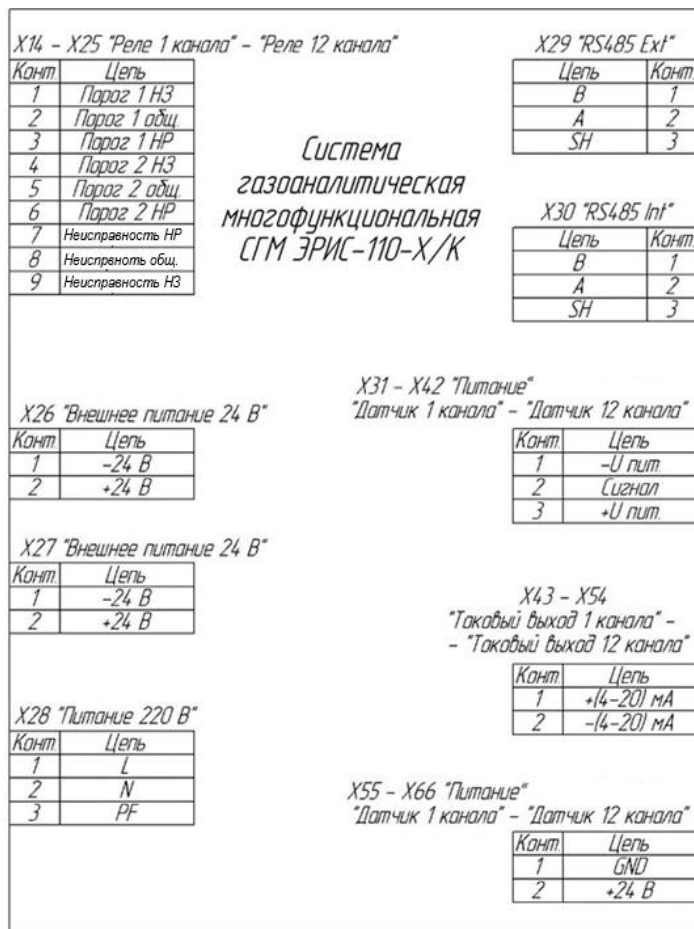 X14 – X25 "Реле 1 канала" – "Реле 12 канала"
Конт. Цепь
1 Порог 1 НЗ
2 Порог 1 общ.
3 Порог 1 НР
4 Порог 2 НЗ
5 Порог 2 общ.
6 Порог 2 НР
7 Неисправность НР
8 Неиспрвноть общ.
9 Неисправность НЗ
Система
газоаналитическая
многофункциональная
СГМ ЭРИС-110-Х/К
X29 "RS485 Ext"
Цепь Конт.
B 1
A 2
SH 3
X30 "RS485 Int"
Цепь Конт.
B 1
A 2
SH 3
X26 "Внешнее питание 24 В"
Конт. Цепь
1 –24 В
2 +24 В
X31 – X42 "Питание"
"Датчик 1 канала" – "Датчик 12 канала"
Конт. Цепь
1 –U пит.
2 Сигнал
3 +U пит.
X27 "Внешнее питание 24 В"
Конт. Цепь
1 –24 В
2 +24 В
X43 – X54
"Токовый выход 1 канала" –
– "Токовый выход 12 канала"
Конт. Цепь
1 +(4–20) мА
2 –(4–20) мА
X28 "Питание 220 В"
Конт. Цепь
1 L
2 N
3 PF
X55 – X66 "Питание"
"Датчик 1 канала" – "Датчик 12 канала"
Конт. Цепь
1 GND
2 +24 В